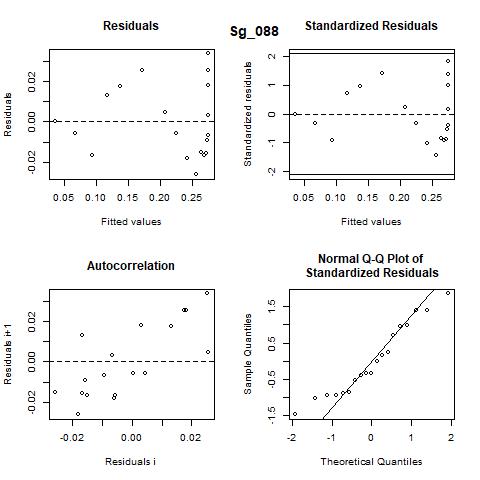 Sg_088
Residuals
Residuals
0.02
0.00
-0.02
0.05
0.10
0.15
0.20
0.25
Fitted values
Standardized Residuals
Standardized residuals
2
1
0
-1
-2
0.05
0.15
0.25
Fitted values
Autocorrelation
Residuals i+1
0.02
0.00
-0.02
-0.02
0.00
0.02
Residuals i
Normal Q-Q Plot of
Standardized Residuals
Sample Quantiles
1.5
0.5
-0.5
-1.5
-2
-1
0
1
2
Theoretical Quantiles